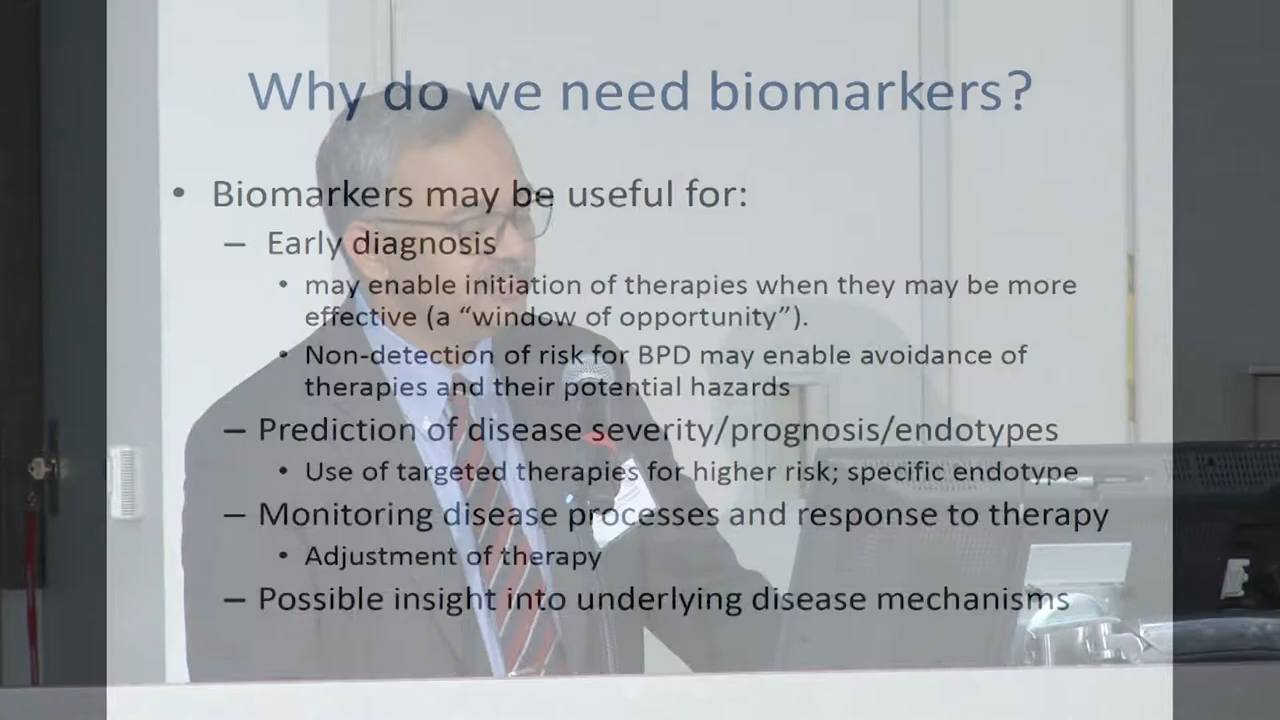 Why do we need biomarkers?
• Biomarkers may be useful for:
– Early diagnosis
• may enable initiation of therapies when they may be more
effective (a “window of opportunity”).
• Non-detection of risk for BPD may enable avoidance of
therapies and their potential hazards
– Prediction of disease severity/prognosis/endotypes
• Use of targeted therapies for higher risk; specific endotype
– Monitoring disease processes and response to therapy
• Adjustment of therapy
– Possible insight into underlying disease mechanisms